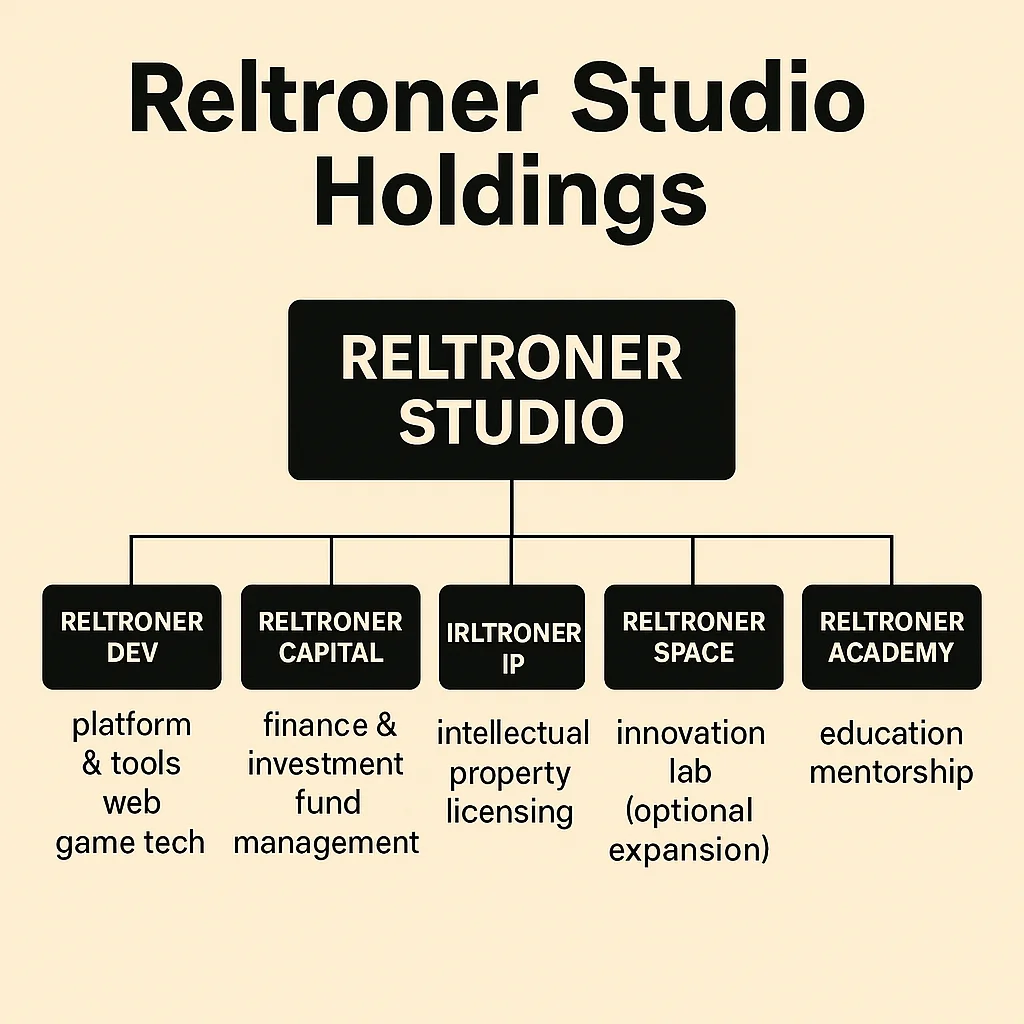 Reltroner Studio
Holdings
RELTRONER
STUDIO
RELTRONER
DEV
RELTRONER
CAPITAL
IRLTRONER
IP
RELTRONER
SPACE
RELTRONER
ACADEMY
platform
& tools
web
game tech
finance &
investment
fund
management
intellectual
property
licensing
innovation
lab
(optional
expansion)
education
mentorship